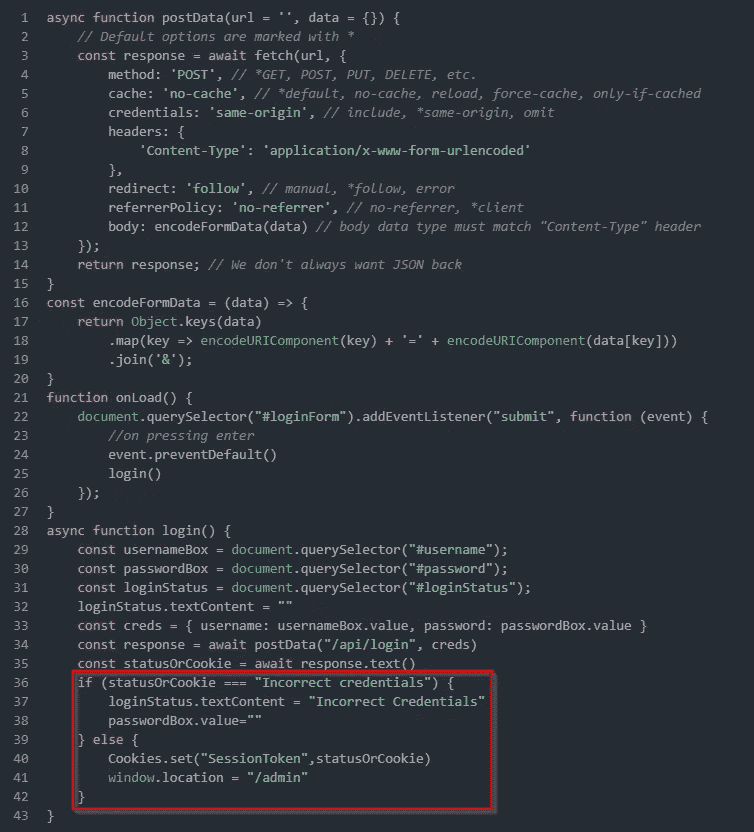 1 async function postData(url = '', data = {}) {
2 // Default options are marked with *
3 const response = await fetch(url, {
4 method: 'POST', // *GET, POST, PUT, DELETE, etc.
5 cache: 'no-cache', // *default, no-cache, reload, force-cache, only-if-cached
6 credentials: 'same-origin', // include, *same-origin, omit
7 headers: {
8 'Content-Type': 'application/x-www-form-urlencoded'
9 },
10 redirect: 'follow', // manual, *follow, error
11 referrerPolicy: 'no-referrer', // no-referrer, *client
12 body: encodeFormData(data) // body data type must match "Content-Type" header
13 });
14 return response; // We don't always want JSON back
15 }
16 const encodeFormData = (data) => {
17 return Object.keys(data)
18 .map(key => encodeURIComponent(key) + '=' + encodeURIComponent(data[key]))
19 .join('&');
20 }
21 function onLoad() {
22 document.querySelector("#loginForm").addEventListener("submit", function (event) {
23 //on pressing enter
24 event.preventDefault()
25 login()
26 });
27 }
28 async function login() {
29 const usernameBox = document.querySelector("#username");
30 const passwordBox = document.querySelector("#password");
31 const loginStatus = document.querySelector("#loginStatus");
32 loginStatus.textContent = ""
33 const creds = { username: usernameBox.value, password: passwordBox.value }
34 const response = await postData("/api/login", creds)
35 const statusOrCookie = await response.text()
36 if (statusOrCookie === "Incorrect credentials") {
37 loginStatus.textContent = "Incorrect Credentials"
38 passwordBox.value=""
39 } else {
40 Cookies.set("SessionToken",statusOrCookie)
41 window.location = "/admin"
42 }
43 }